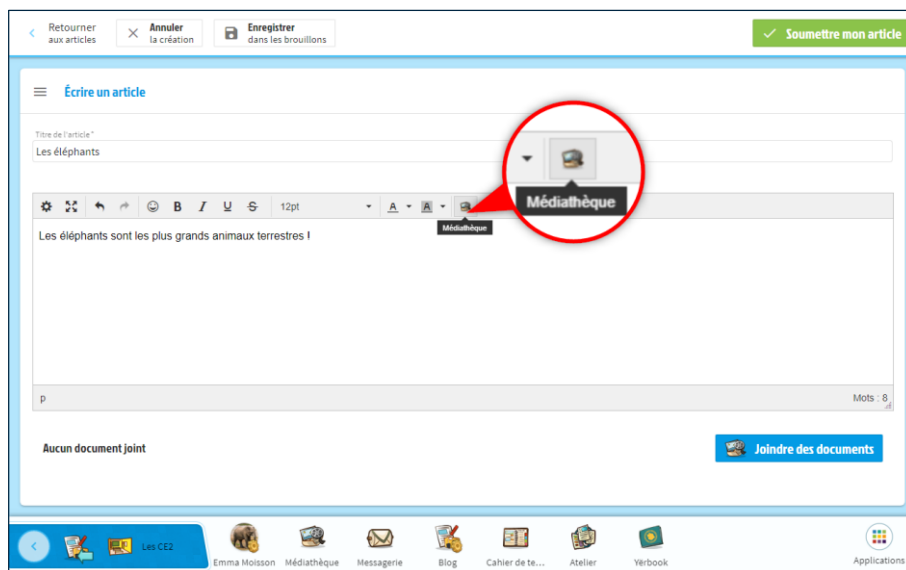 Retourner
aux articles
Annuler
la création
Enregistrer
dans les brouillons
Soumettre mon article
Écrire un article
Titre de l'article *
Les éléphants
B I U S 12pt A A
Médiathèque
Médiathèque
Les éléphants sont les plus grands animaux terrestres !
p
Mots : 8
Aucun document joint
Joindre des documents
Les CE2
Emma Moisson
Médiathèque
Messagerie
Blog
Cahier de te...
Atelier
Yerbook
Applications